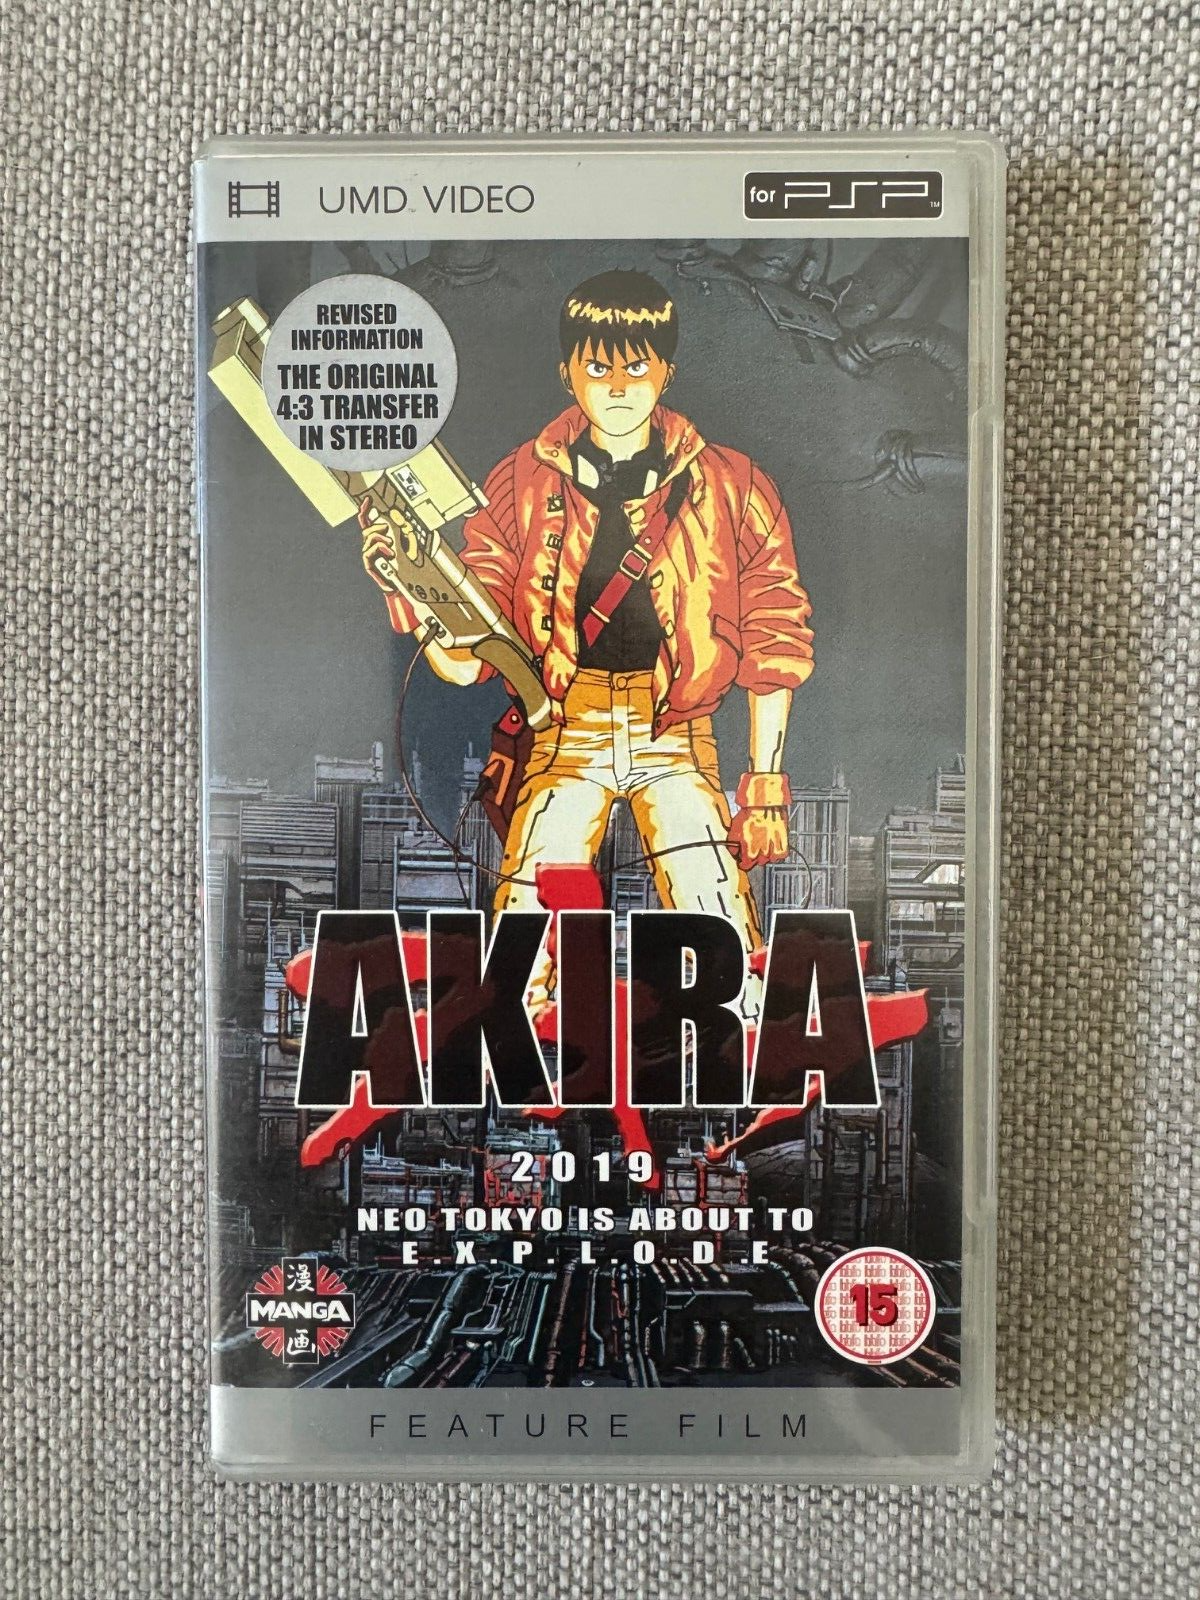 UMD VIDEO
for PSP
TM
REVISED
INFORMATION
THE ORIGINAL
4:3 TRANSFER
IN STEREO
AKIRA
2019
NEO TOKYO IS ABOUT TO
E.X.P.L.O.D.E
漫
MANGA
画
15
FEATURE FILM